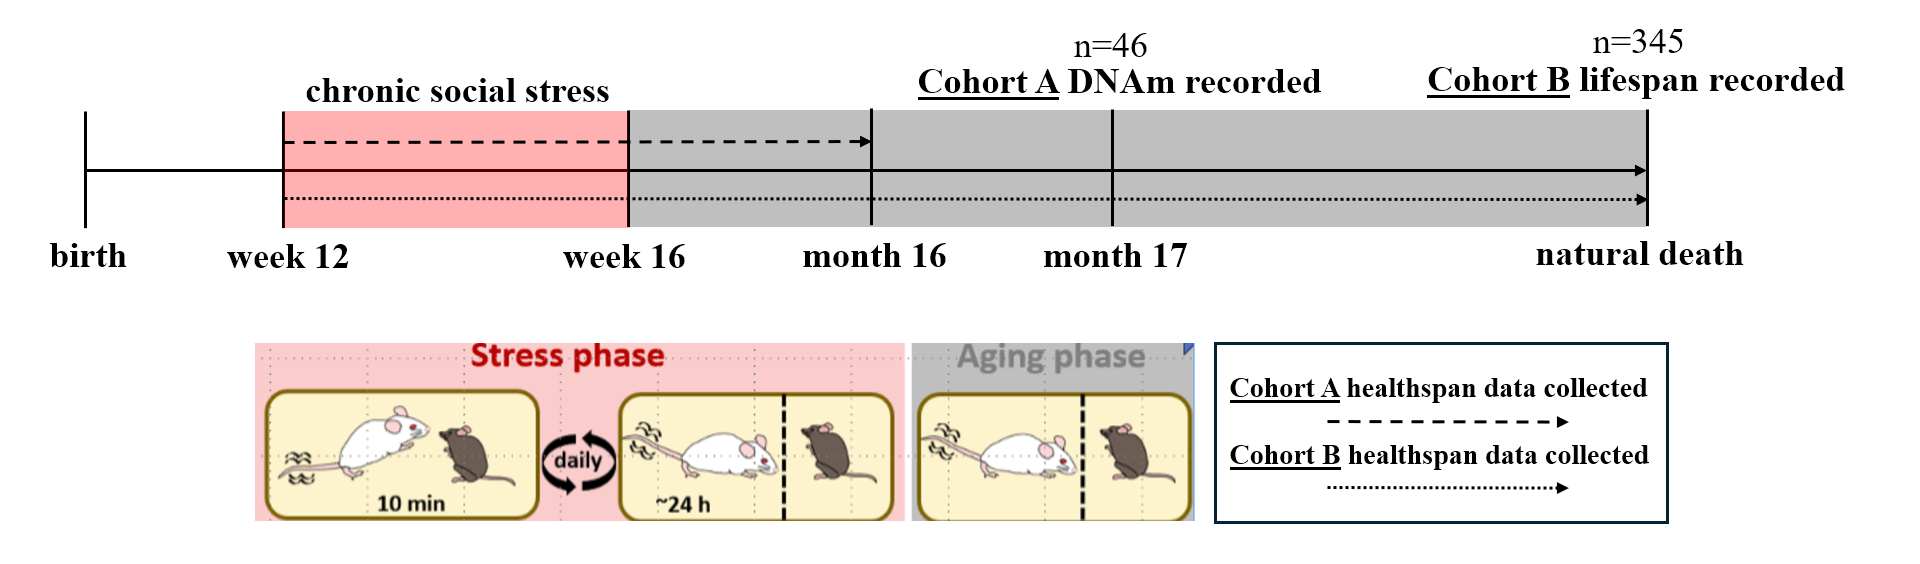 n=46
n=345
chronic social stress
Cohort A DNAm recorded
Cohort B lifespan recorded
birth
week 12
week 16
month 16
month 17
natural death
Stress phase
Aging phase
daily
10 min
~24 h
Cohort A healthspan data collected
Cohort B healthspan data collected